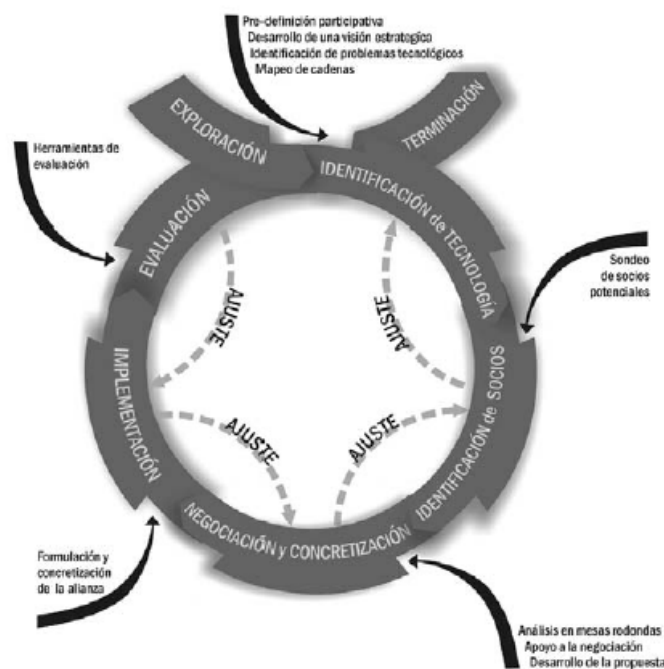 Pre-definición participativa
Desarrollo de una visión estrategica
Identificación de problemas tecnológicos
Mapeo de cadenas
EXPLORACIÓN
TERMINACIÓN
Herramientas de
evaluación
IDENTIFICACIÓN de TECNOLOGÍA
EVALUACIÓN
Sondeo
de socios
potenciales
AJUSTE
AJUSTE
IMPLEMENTACIÓN
IDENTIFICACIÓN de SOCIOS
AJUSTE
AJUSTE
NEGOCIACIÓN y CONCRETIZACIÓN
Formulación y
concretización
de la alianza
Análisis en mesas rondadas
Apoyo a la negociación
Desarrollo de la propuesta